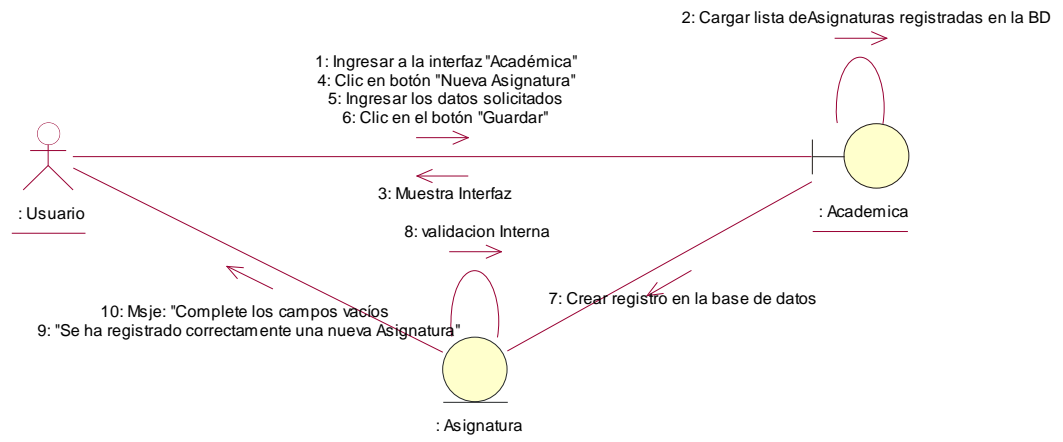 2: Cargar lista deAsignaturas registradas en la BD
1: Ingresar a la interfaz "Académica"
4: Clic en botón "Nueva Asignatura"
5: Ingresar los datos solicitados
6: Clic en el botón "Guardar"
3: Muestra Interfaz
: Usuario
: Academica
8: validacion Interna
7: Crear registro en la base de datos
10: Msje: "Complete los campos vacíos
9: "Se ha registrado correctamente una nueva Asignatura"
: Asignatura